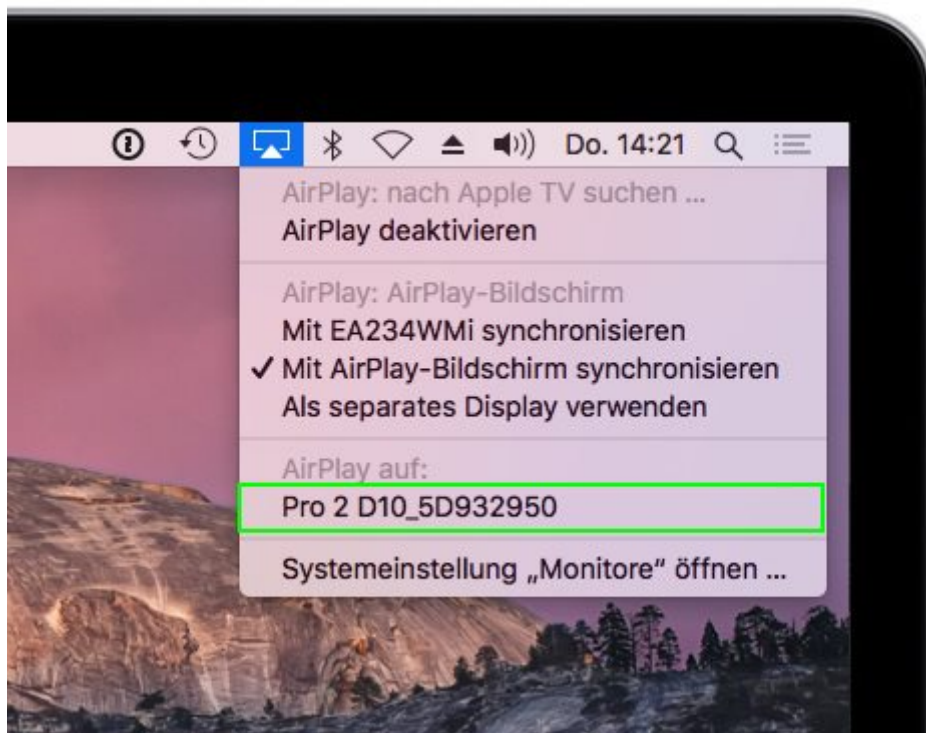 Do. 14:21
AirPlay: nach Apple TV suchen ...
AirPlay deaktivieren
AirPlay: AirPlay-Bildschirm
Mit EA234WMi synchronisieren
✓ Mit AirPlay-Bildschirm synchronisieren
Als separates Display verwenden
AirPlay auf:
Pro 2 D10_5D932950
Systemeinstellung „Monitore“ öffnen ...